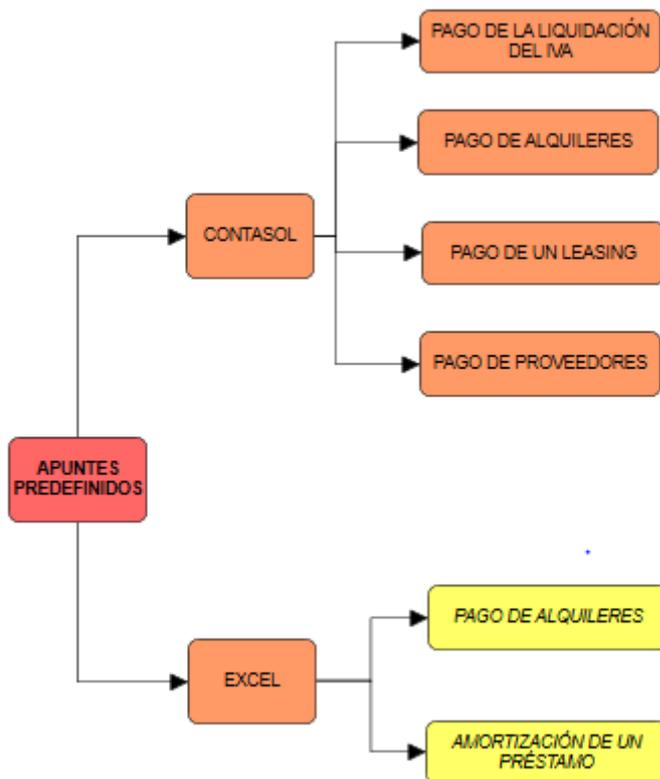 PAGO DE LA LIQUIDACIÓN
DEL IVA
PAGO DE ALQUILERES
CONTASOL
PAGO DE UN LEASING
PAGO DE PROVEEDORES
APUNTES
PREDEFINIDOS
PAGO DE ALQUILERES
EXCEL
AMORTIZACIÓN DE UN
PRÉSTAMO